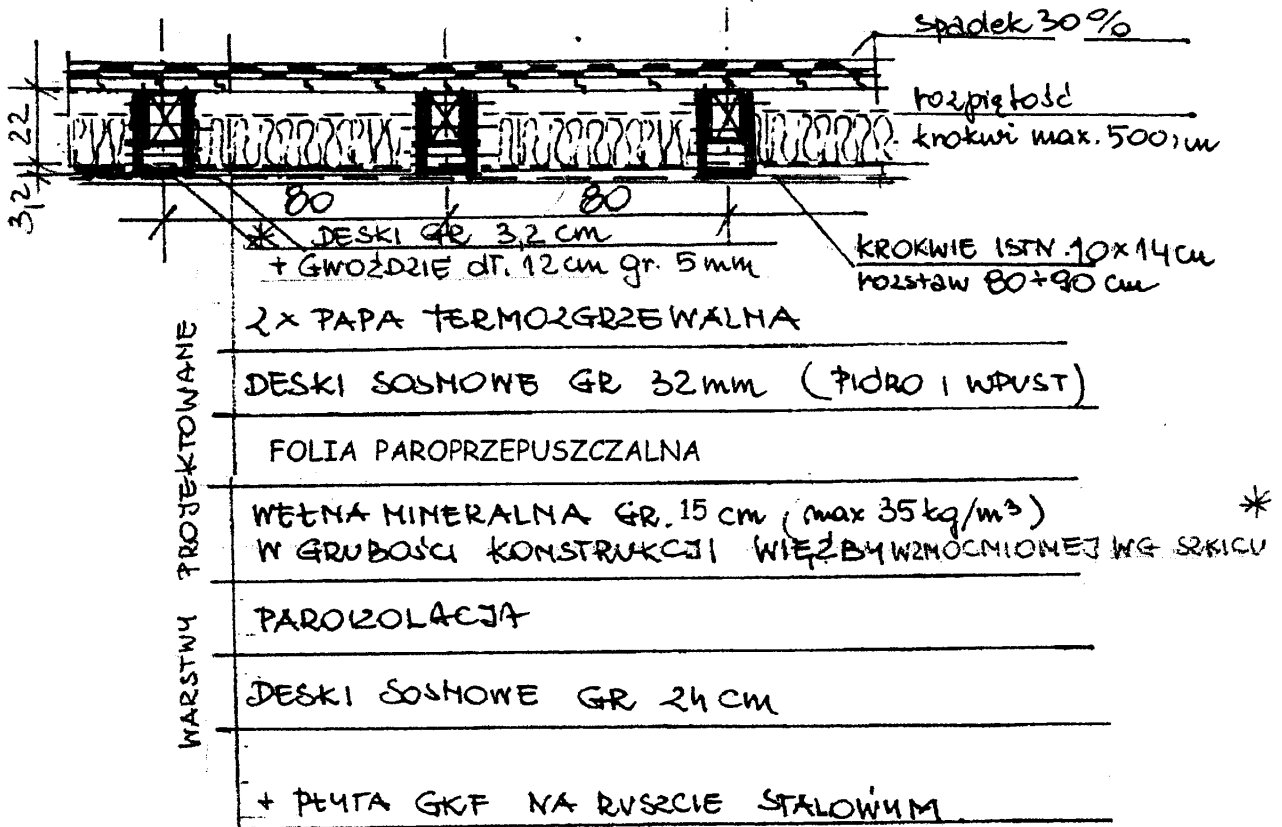 spadek 30%
rozpiętość
krokwi max. 500 cm
22
3,2
80
80
* DESKI GR 3,2 cm
+ GWOŹDZIE dł. 12 cm gr. 5 mm
KROKWIE ISTN. 10x14 cm
rozstaw 80÷90 cm
WARSTWY PROJEKTOWANE
2x PAPA TERMOZGRZEWALNA
DESKI SOSNOWE GR 32mm (PIÓRO I WPUST)
FOLIA PAROPRZEPUSZCZALNA
WEŁNA MINERALNA GR. 15 cm (max 35 kg/m³)
*
W GRUBOŚCI KONSTRUKCJI WIĘŹBY WZMOCNIONEJ WG SZKICU
PAROIZOLACJA
DESKI SOSNOWE GR 24 cm
+ PŁYTA GKF NA RUSZCIE STALOWYM